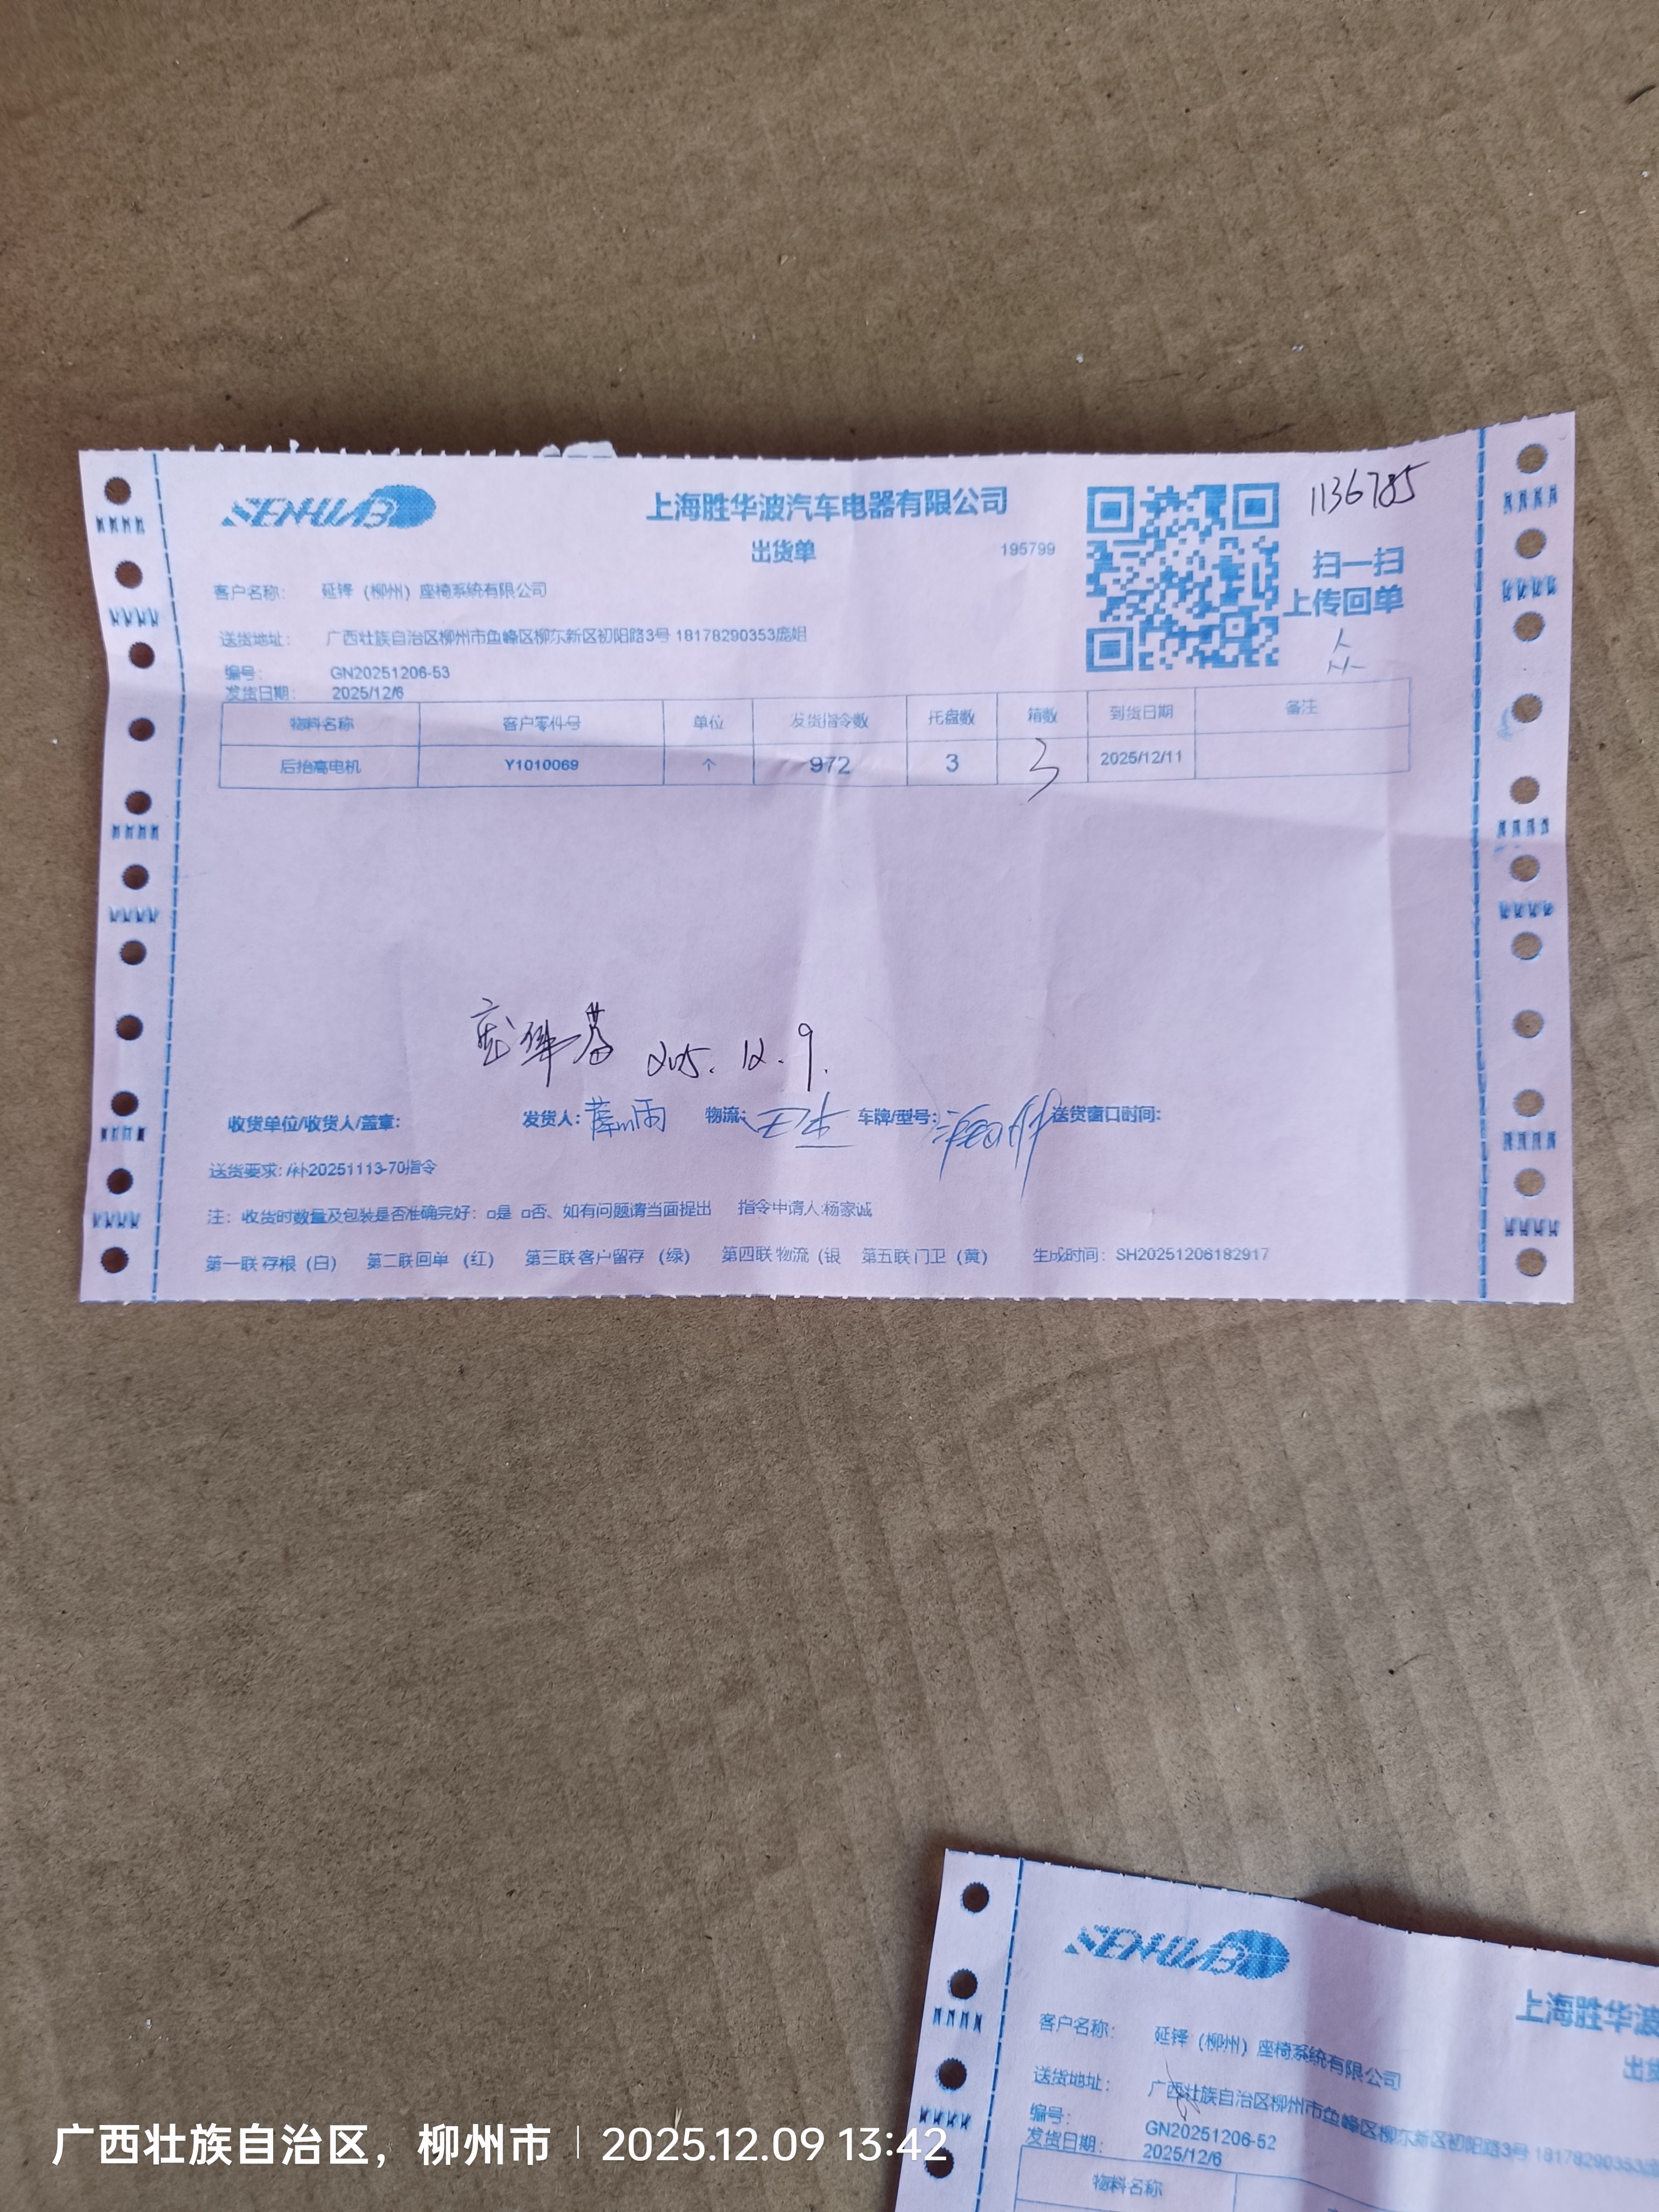 SENHUAB
上海胜华波汽车电器有限公司
1136785
出货单
195799
扫一扫
上传回单
客户名称: 延锋（柳州）座椅系统有限公司
送货地址: 广西壮族自治区柳州市鱼峰区柳东新区初阳路3号 18178290353庞姐
编号: GN20251206-53
发货日期: 2025/12/6
物料名称 客户零件号 单位 发货指令数 托盘数 箱数 到货日期 备注
后抬高电机 Y1010069 个 972 3 3 2025/12/11
2025.12.9.
收货单位/收货人/盖章: 发货人: 物流: 车牌/型号: 送货窗口时间:
送货要求: /补20251113-70指令
注: 收货时数量及包装是否准确完好: □是 □否、如有问题请当面提出 指令申请人:杨家诚
第一联 存根（白） 第二联回单（红） 第三联 客户留存（绿） 第四联 物流（银 第五联 门卫（黄） 生成时间: SH20251206182917
SENHUAB
上海胜华波
出货
客户名称: 延锋（柳州）座椅系统有限公司
送货地址: 广西壮族自治区柳州市鱼峰区柳东新区初阳路3号 18178290353
编号: GN20251206-52
发货日期: 2025/12/6
物料名称
广西壮族自治区，柳州市 2025.12.09 13:42